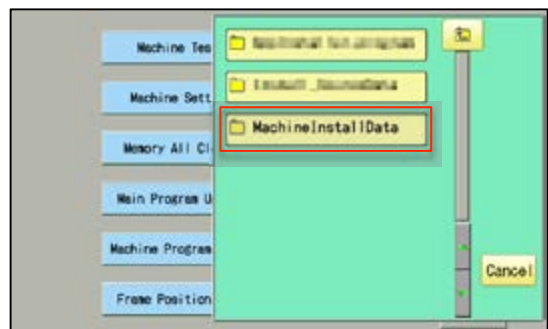 Machine Tes
Machine Sett
MachineInstallData
Memory All Cl
Main Program U
Machine Program
Cancel
Frame Position